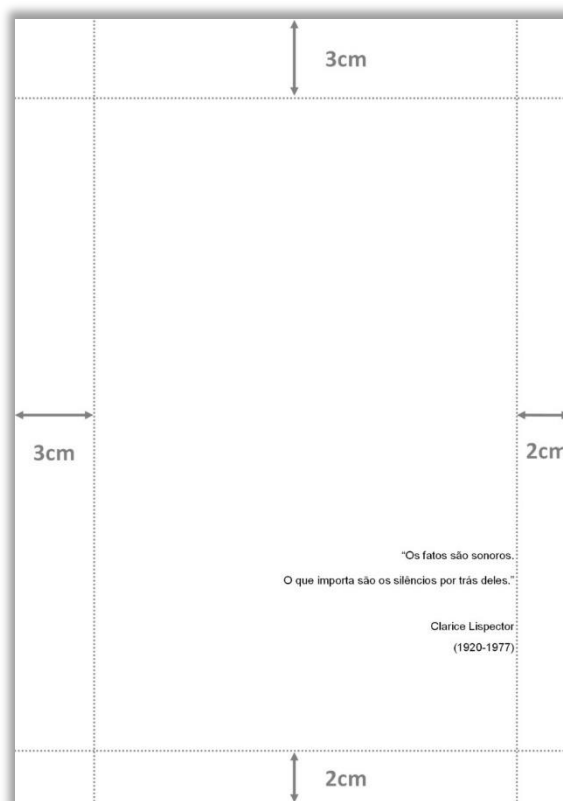 3cm
3cm
2cm
“Os fatos são sonoros.
O que importa são os silêncios por trás deles.”
Clarice Lispector
(1920-1977)
2cm